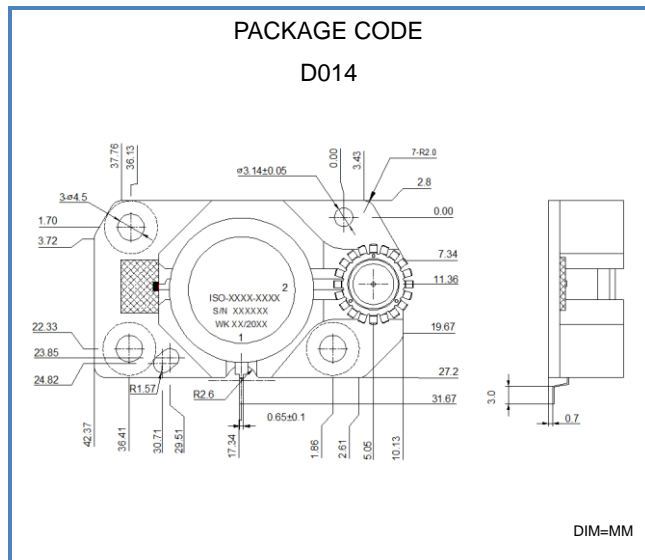 PACKAGE CODE
D014
37.76
36.13
ø3.14±0.05
0.00
3.43
7-R2.0
3-ø4.5
2.8
1.70
0.00
3.72
7.34
ISO-XXXX-XXXX
2
11.36
S/N XXXXXX
WK XX/20XX
1
22.33
19.67
23.85
24.82
27.2
R1.57
R2.6
31.67
3.0
0.65±0.1
0.7
42.37
36.41
30.71
29.51
17.34
1.86
2.61
5.05
10.13
DIM=MM